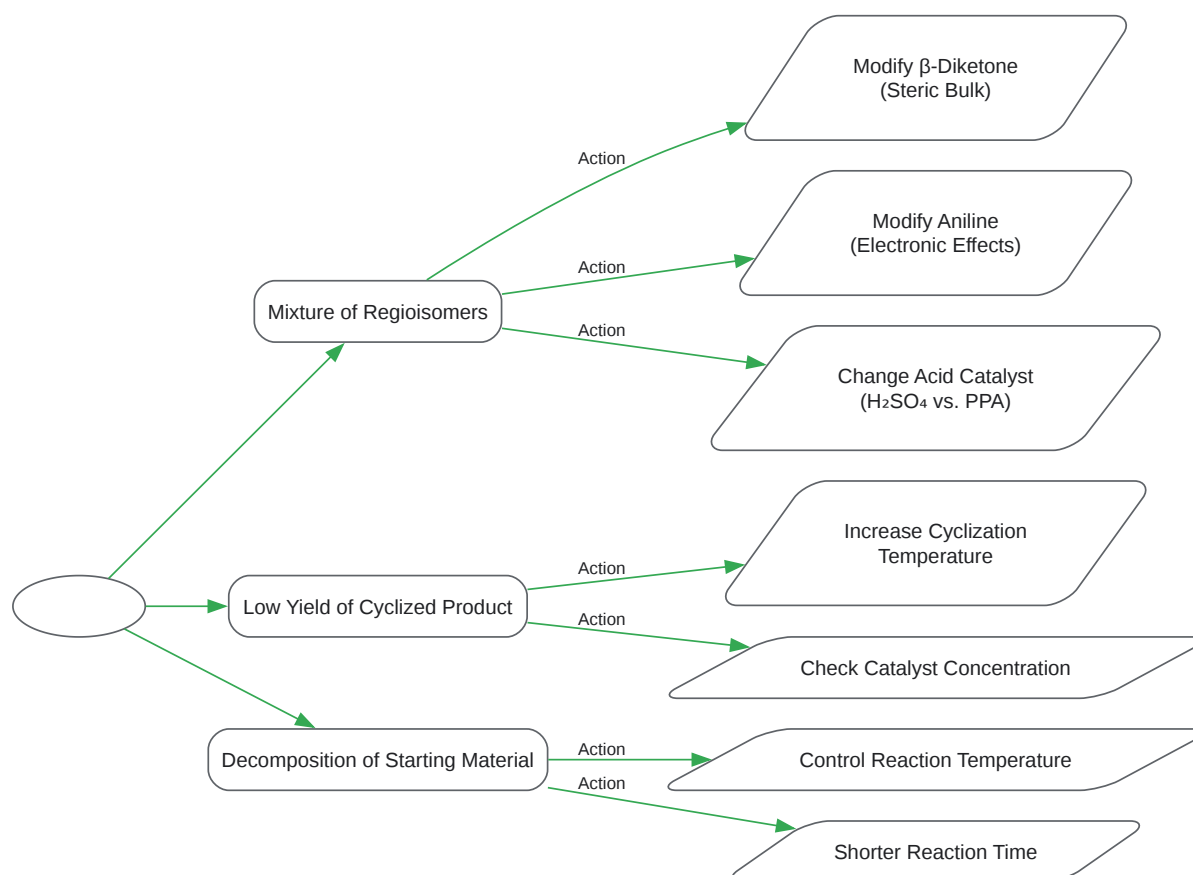 Modify β-Diketone
(Steric Bulk)
Action
Modify Aniline
(Electronic Effects)
Action
Mixture of Regioisomers
Action
Change Acid Catalyst
(H₂SO₄ vs. PPA)
Increase Cyclization
Temperature
Action
Low Yield of Cyclized Product
Action
Check Catalyst Concentration
Decomposition of Starting Material
Action
Control Reaction Temperature
Action
Shorter Reaction Time